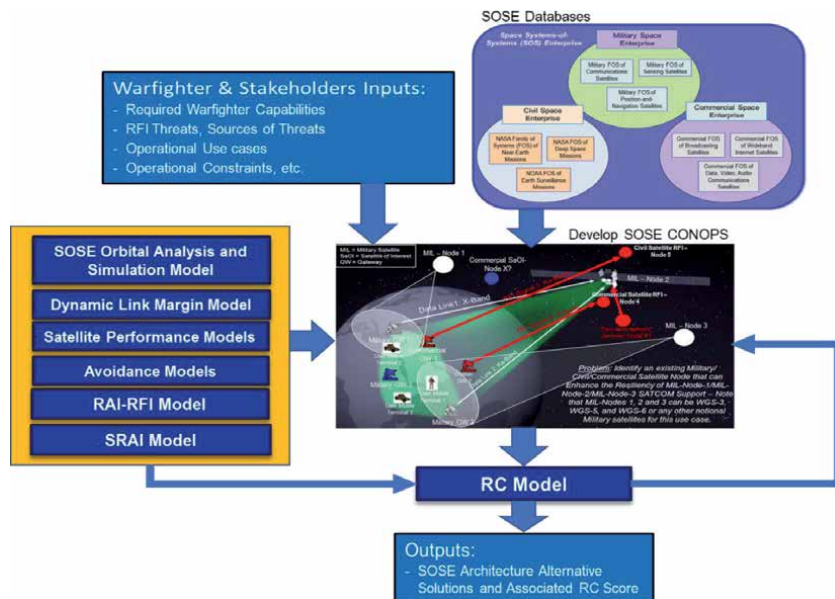 SOSE Databases
Space Systems-of-
Systems (SOS) Enterprise
Military Space
Enterprise
Military FOS of
Communications
Satellites
Military FOS of
Sensing Satellites
Military FOS of
Position-and-
Navigation Satellites
Civil Space
Enterprise
NASA Family of
Systems (FOS) of
Near Earth
Missions
NASA FOS of
Deep Space
Missions
NOAA FOS of
Earth Surveillance
Missions
Commercial Space
Enterprise
Commercial FOS
of Broadcasting
Satellites
Commercial FOS
of Wideband
Internet Satellites
Commercial FOS of
Data, Video, Audio
Communications
Satellites
Warfighter & Stakeholders Inputs:
- Required Warfighter Capabilities
- RFI Threats, Sources of Threats
- Operational Use cases
- Operational Constraints, etc.
SOSE Orbital Analysis and
Simulation Model
Dynamic Link Margin Model
Satellite Performance Models
Avoidance Models
RAI-RFI Model
SRAI Model
Develop SOSE CONOPS
MIL = Military Satellite
SaOI = Satellite of Interest
GW = Gateway
MIL – Node 1
Commercial SaOI-
Node X?
Civil Satellite RFI –
Node 5
MIL – Node 2
Data Link1: X-Band
Commercial Satellite RFI –
Node 4
MIL – Node 3
Data Link 2: Ka-Band
Military GW 2
Problem: Identify an existing Military/
Civil/Commercial Satellite Node that can
Enhance the Resiliency of MIL-Node-1/MIL-
Node-2/MIL-Node-3 SATCOM Support – Note
that MIL-Nodes 1, 2 and 3 can be WGS-3,
WGS-5, and WGS-6 or any other notional
Military satellites for this use case.
RC Model
Outputs:
- SOSE Architecture Alternative
Solutions and Associated RC Score